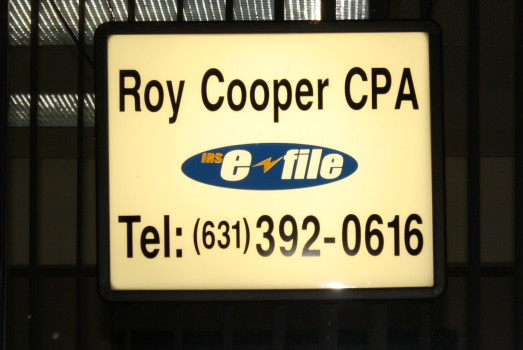 Roy Cooper CPA
IRS e-file
Tel: (631) 392-0616